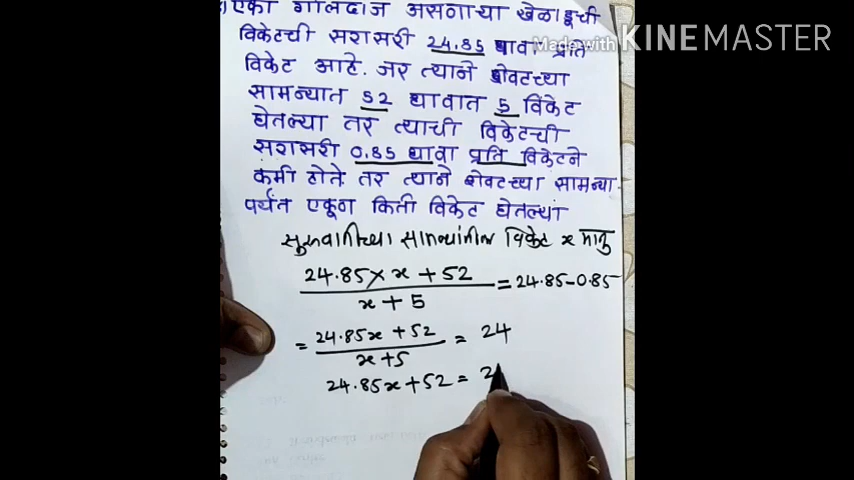 एका गोलंदाज असणाऱ्या खेळाडूची
विकेटची सरासरी 24.85 धावा प्रति
Made with KINEMASTER
विकेट आहे. जर त्याने शेवटच्या
सामन्यात 52 धावात 5 विकेट
घेतल्या तर त्याची विकेटची
सरासरी 0.85 धावा प्रति विकेटने
कमी होते. तर त्याने शेवटच्या सामन्या-
पर्यंत एकूण किती विकेट घेतल्या
सुरुवातीच्या सामन्यांतील विकेट x मानु
24.85 × x + 52 / x + 5 = 24.85 - 0.85
= 24.85x + 52 / x + 5 = 24
24.85x + 52 = 2